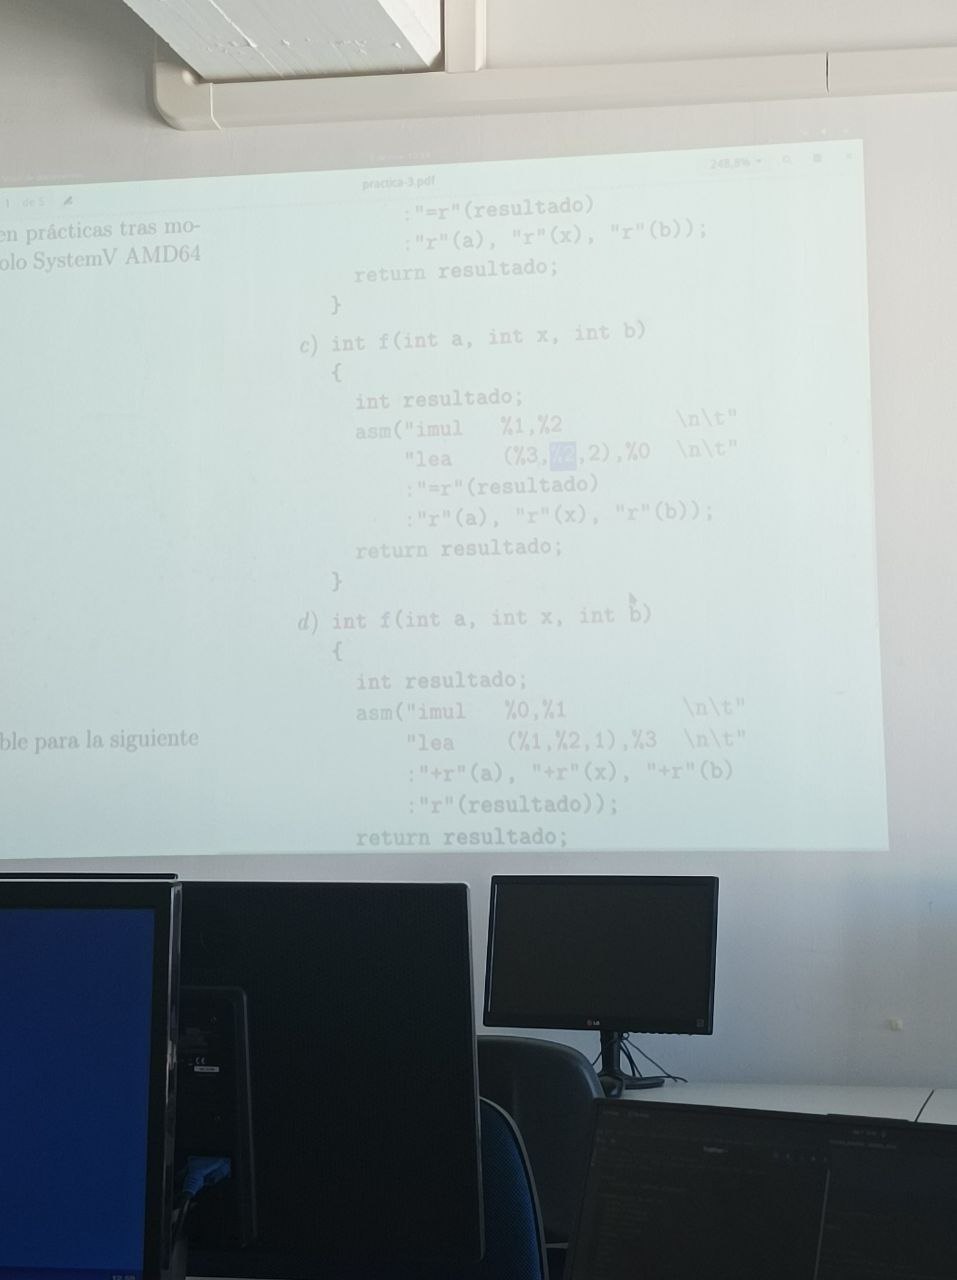 practica-3.pdf
248,8%
1 de 5
en prácticas tras mo-
olo SystemV AMD64
ble para la siguiente
:"=r"(resultado)
:"r"(a), "r"(x), "r"(b));
return resultado;
}
c) int f(int a, int x, int b)
{
int resultado;
asm("imul %1,%2 \n\t"
"lea (%3,%2,2),%0 \n\t"
:"=r"(resultado)
:"r"(a), "r"(x), "r"(b));
return resultado;
}
d) int f(int a, int x, int b)
{
int resultado;
asm("imul %0,%1 \n\t"
"lea (%1,%2,1),%3 \n\t"
:"+r"(a), "+r"(x), "+r"(b)
:"r"(resultado));
return resultado;
LG